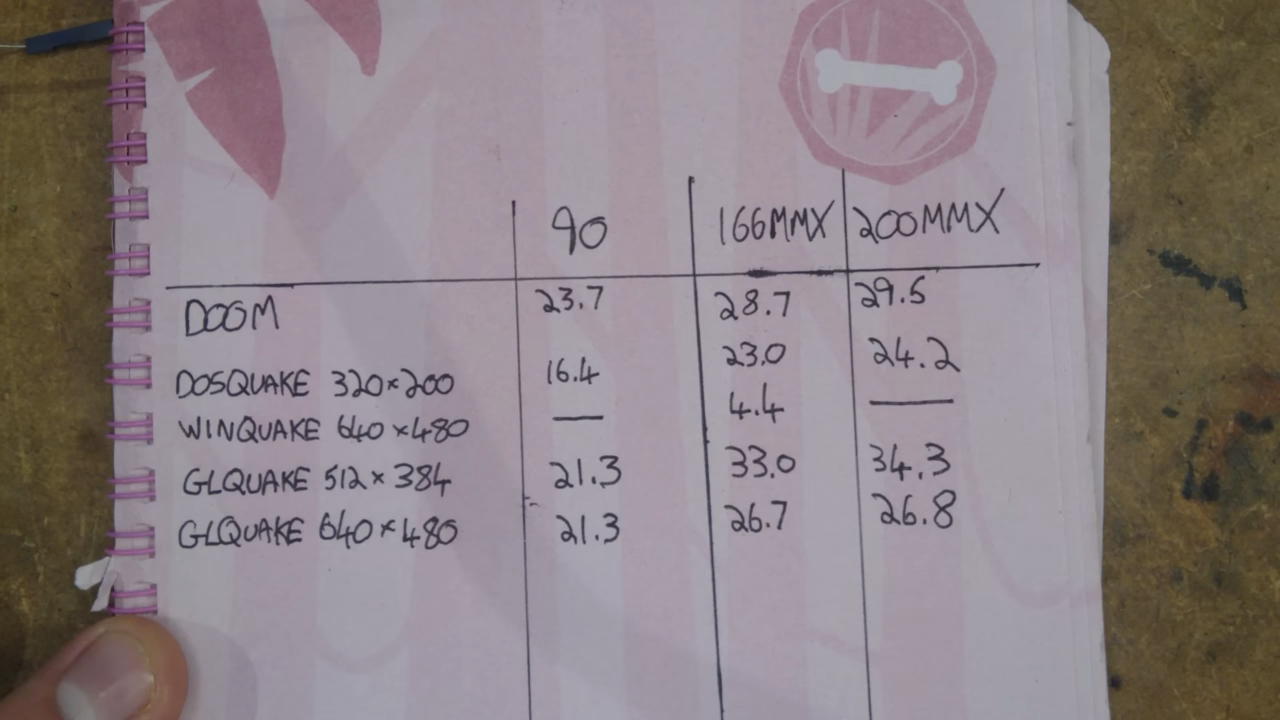 90 166MMX 200MMX
DOOM 23.7 28.7 29.5
DOSQUAKE 320×200 16.4 23.0 24.2
WINQUAKE 640×480 — 4.4 —
GLQUAKE 512×384 21.3 33.0 34.3
GLQUAKE 640×480 21.3 26.7 26.8